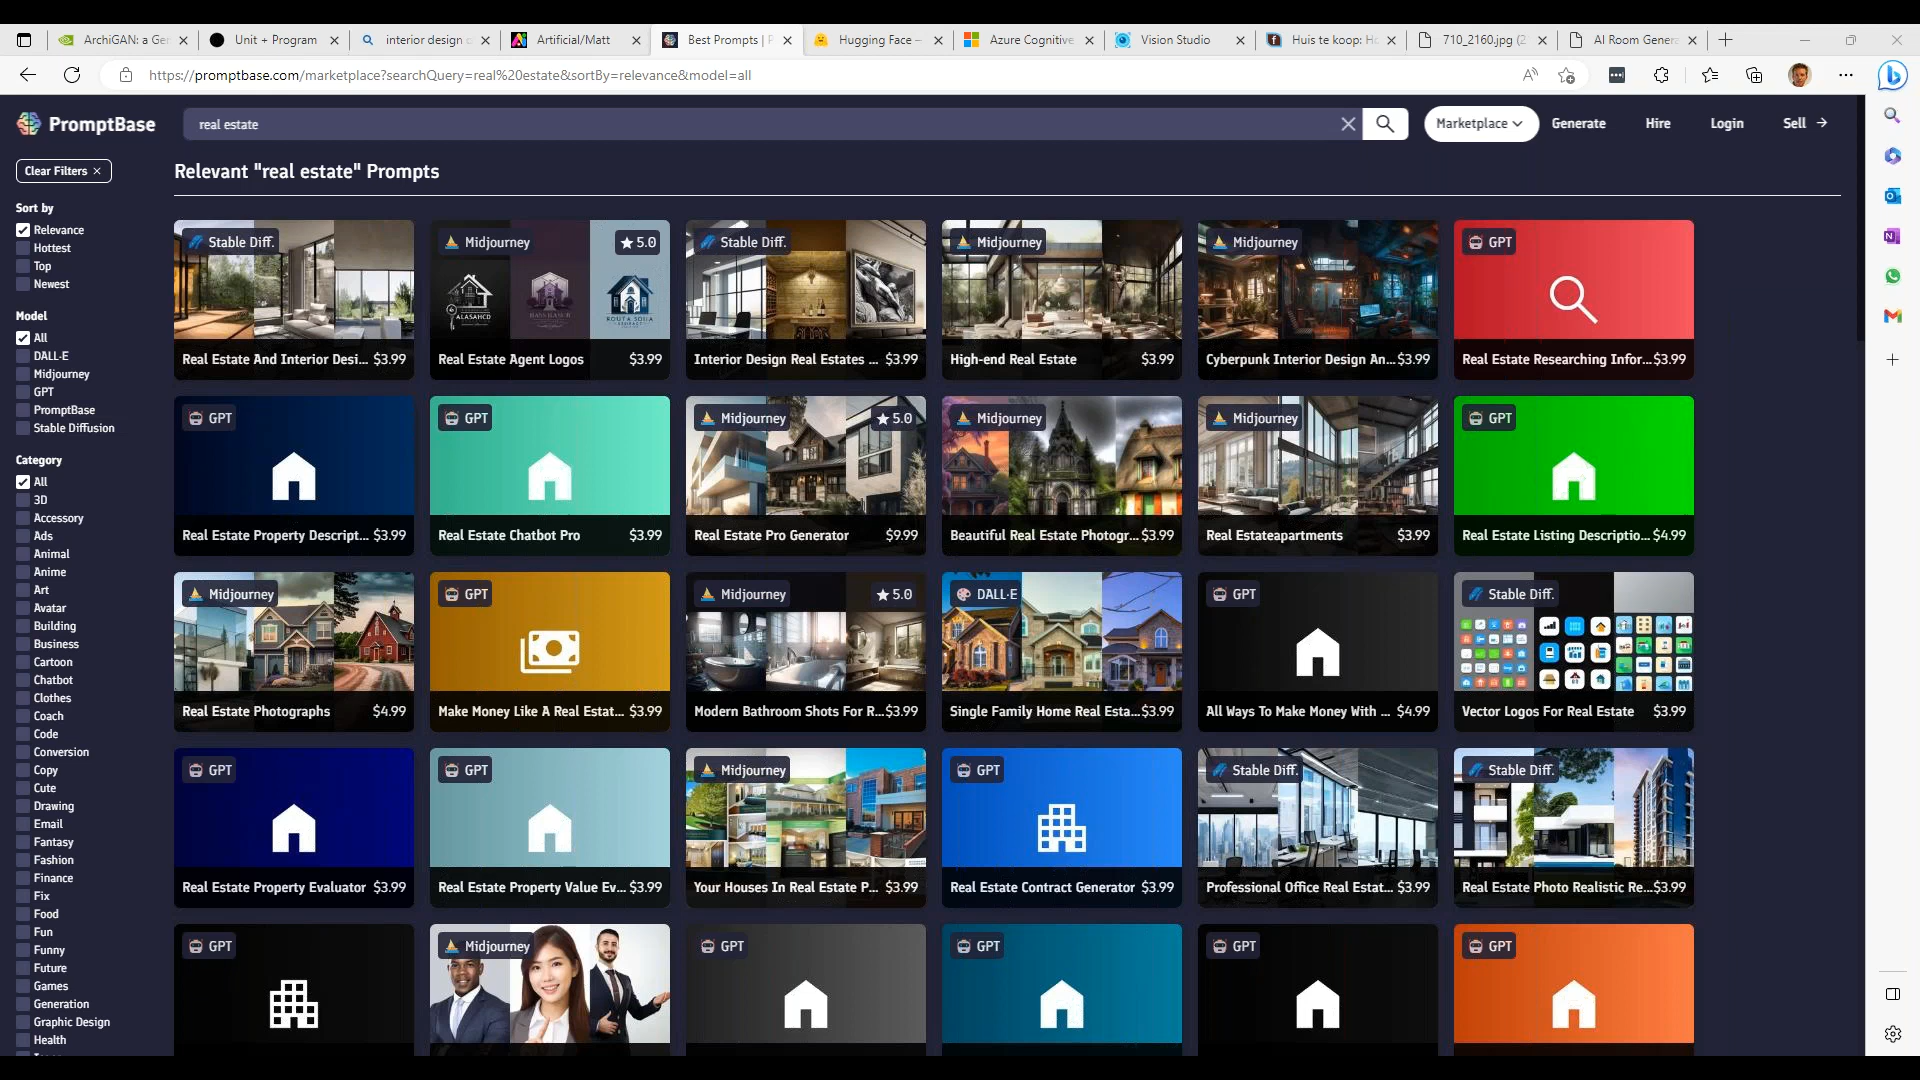 ArchiGAN: a Ge
Unit + Program
interior design c
Artificial/Matt
Best Prompts | P
Hugging Face –
Azure Cognitive
Vision Studio
Huis te koop: Ho
710_2160.jpg (2
AI Room Genera
https://promptbase.com/marketplace?searchQuery=real%20estate&sortBy=relevance&model=all
PromptBase
real estate
Marketplace
Generate
Hire
Login
Sell
Clear Filters ×
Relevant "real estate" Prompts
Sort by
Relevance
Hottest
Top
Newest
Model
All
DALL·E
Midjourney
GPT
PromptBase
Stable Diffusion
Category
All
3D
Accessory
Ads
Animal
Anime
Art
Avatar
Building
Business
Cartoon
Chatbot
Clothes
Coach
Code
Conversion
Copy
Cute
Drawing
Email
Fantasy
Fashion
Finance
Fix
Food
Fun
Funny
Future
Games
Generation
Graphic Design
Health
Stable Diff.
Real Estate And Interior Desi... $3.99
Midjourney
5.0
ALASAHCD
Real Estate Agent Logos $3.99
Stable Diff.
Interior Design Real Estates ... $3.99
Midjourney
High-end Real Estate $3.99
Midjourney
Cyberpunk Interior Design An... $3.99
GPT
Real Estate Researching Infor... $3.99
GPT
Real Estate Property Descript... $3.99
GPT
Real Estate Chatbot Pro $3.99
Midjourney
5.0
Real Estate Pro Generator $9.99
Midjourney
Beautiful Real Estate Photogr... $3.99
Midjourney
Real Estateapartments $3.99
GPT
Real Estate Listing Descriptio... $4.99
Midjourney
Real Estate Photographs $4.99
GPT
Make Money Like A Real Estat... $3.99
Midjourney
5.0
Modern Bathroom Shots For R... $3.99
DALL·E
Single Family Home Real Esta... $3.99
GPT
All Ways To Make Money With ... $4.99
Stable Diff.
Vector Logos For Real Estate $3.99
GPT
Real Estate Property Evaluator $3.99
GPT
Real Estate Property Value Ev... $3.99
Midjourney
Your Houses In Real Estate P... $3.99
GPT
Real Estate Contract Generator $3.99
Stable Diff.
Professional Office Real Estat... $3.99
Stable Diff.
Real Estate Photo Realistic Re... $3.99
GPT
Midjourney
GPT
GPT
GPT
GPT